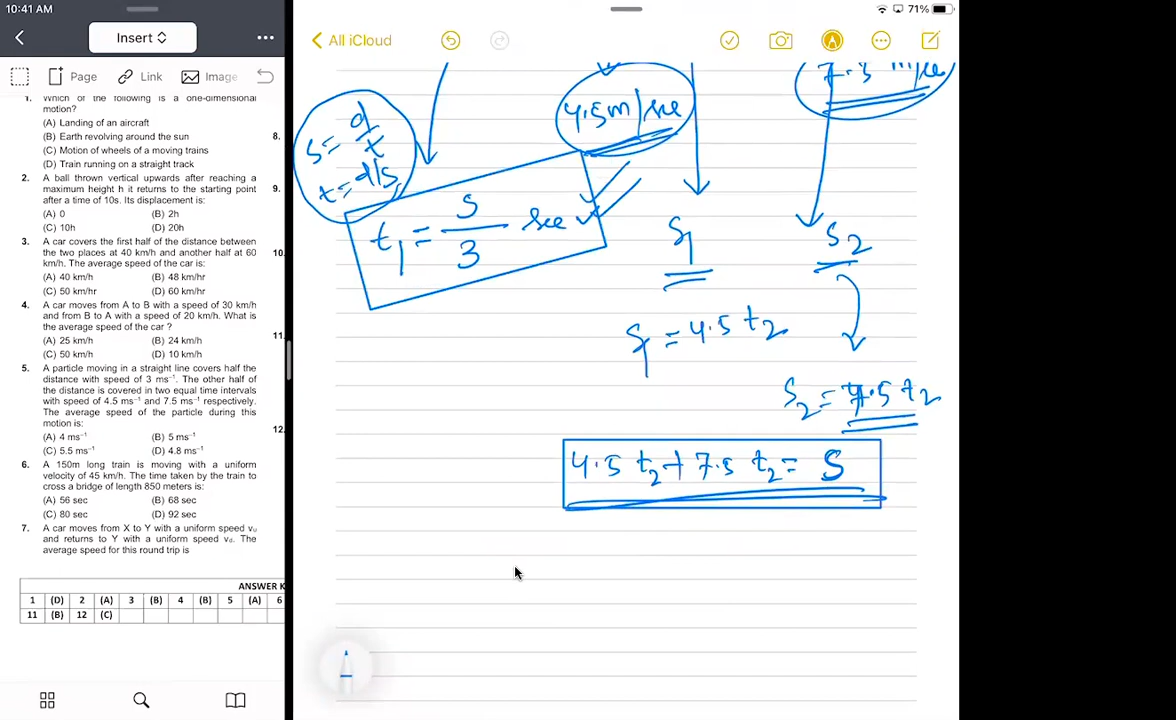 10:41 AM
71%
Insert
Page
Link
Image
All iCloud
1. Which of the following is a one-dimensional
motion?
(A) Landing of an aircraft
(B) Earth revolving around the sun
(C) Motion of wheels of a moving trains
(D) Train running on a straight track
2. A ball thrown vertical upwards after reaching a
maximum height h it returns to the starting point
after a time of 10s. Its displacement is:
(A) 0 (B) 2h
(C) 10h (D) 20h
3. A car covers the first half of the distance between
the two places at 40 km/h and another half at 60
km/h. The average speed of the car is:
(A) 40 km/h (B) 48 km/hr
(C) 50 km/hr (D) 60 km/hr
4. A car moves from A to B with a speed of 30 km/h
and from B to A with a speed of 20 km/h. What is
the average speed of the car ?
(A) 25 km/h (B) 24 km/h
(C) 50 km/h (D) 10 km/h
5. A particle moving in a straight line covers half the
distance with speed of 3 ms⁻¹. The other half of
the distance is covered in two equal time intervals
with speed of 4.5 ms⁻¹ and 7.5 ms⁻¹ respectively.
The average speed of the particle during this
motion is:
(A) 4 ms⁻¹ (B) 5 ms⁻¹
(C) 5.5 ms⁻¹ (D) 4.8 ms⁻¹
6. A 150m long train is moving with a uniform
velocity of 45 km/h. The time taken by the train to
cross a bridge of length 850 meters is:
(A) 56 sec (B) 68 sec
(C) 80 sec (D) 92 sec
7. A car moves from X to Y with a uniform speed vᵤ
and returns to Y with a uniform speed v_d. The
average speed for this round trip is
8.
9.
10.
11.
12.
ANSWER K
1 (D) 2 (A) 3 (B) 4 (B) 5 (A) 6
11 (B) 12 (C)
7.5 m/sec
4.5m/sec
s = d/t
t = d/s
t₁ = s/3 sec
S₁
S₂
S₁ = 4.5 t₂
S₂ = 7.5 t₂
4.5 t₂ + 7.5 t₂ = S